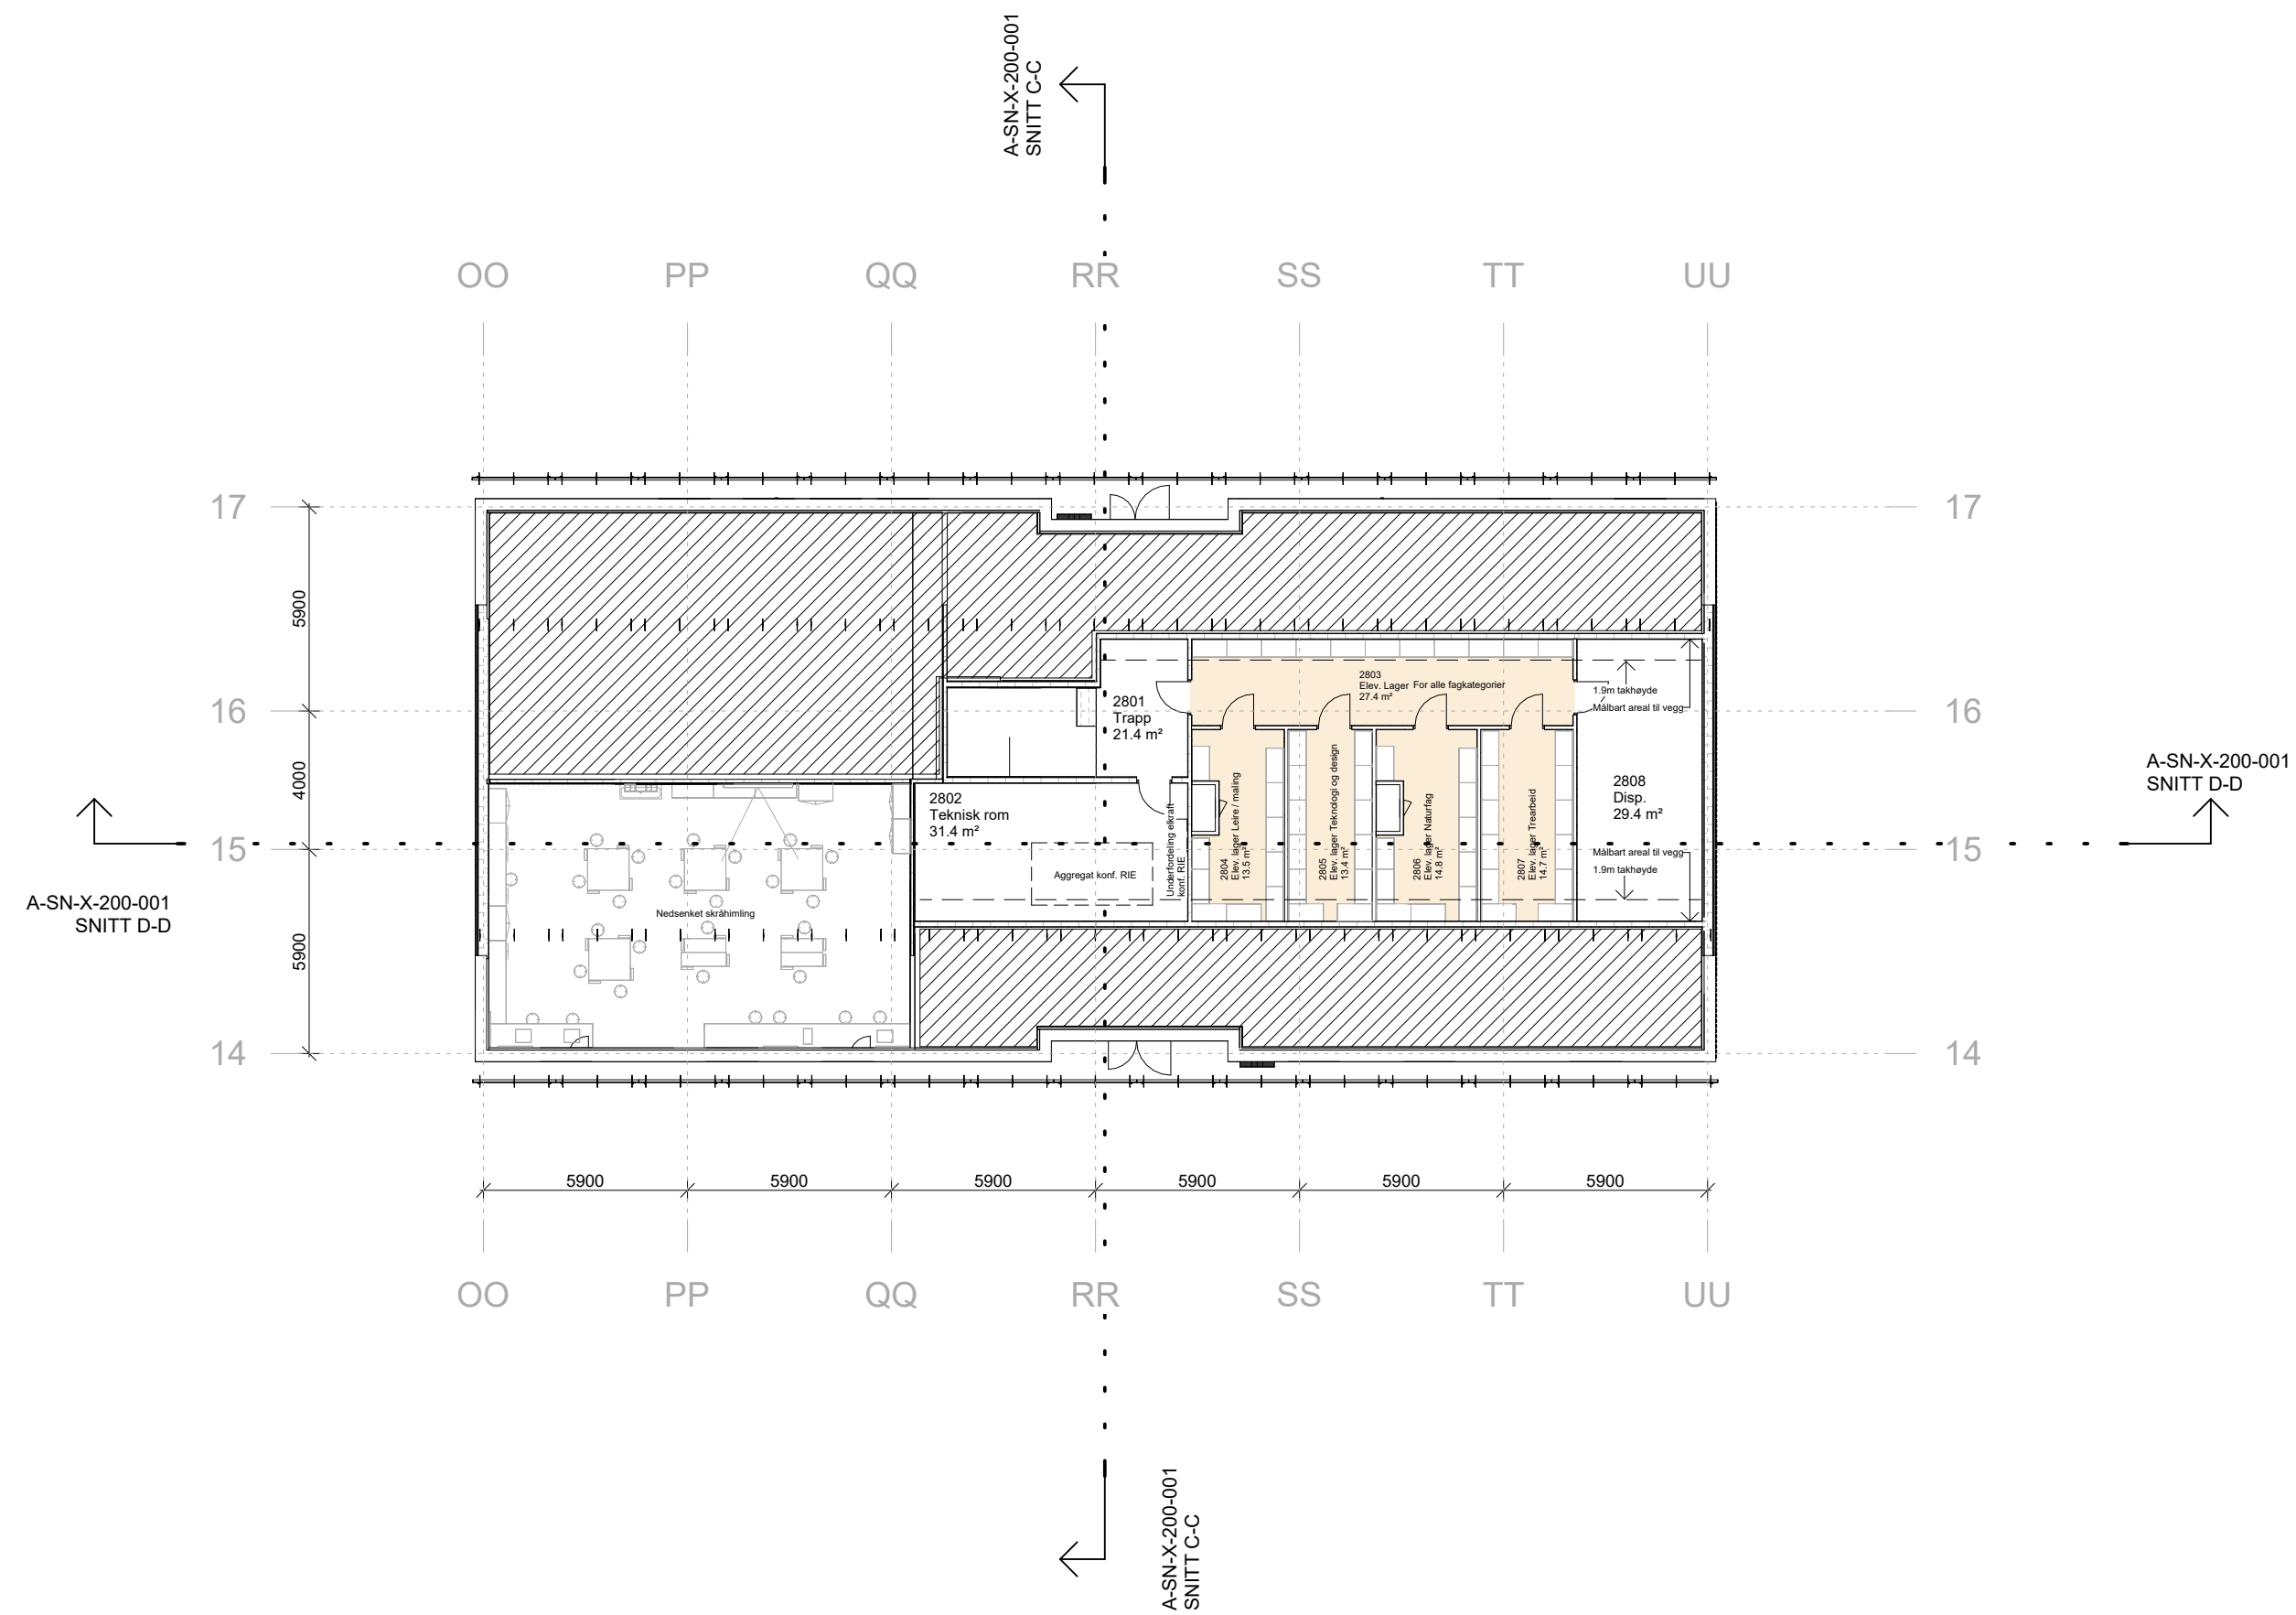 A-SN-X-200-001
SNITT C-C
OO PP QQ RR SS TT UU
17 17
5900
16 16
4000
15 15
5900
14 14
A-SN-X-200-001
SNITT D-D
A-SN-X-200-001
SNITT D-D
2801
Trapp
21.4 m²
2802
Teknisk rom
31.4 m²
Aggregat konf. RIE
Underfordeling elkraft
konf. RIE
2803
Elev. Lager
27.4 m²
For alle fagkategorier
2804
Elev. lager Leire / maling
13.5 m²
2805
Elev. lager Teknologi og design
13.4 m²
2806
Elev. lager Naturfag
14.8 m²
2807
Elev. lager Trearbeid
14.7 m²
1.9m takhøyde
Målbart areal til vegg
2808
Disp.
29.4 m²
Målbart areal til vegg
1.9m takhøyde
Nedsenket skråhimling
5900 5900 5900 5900 5900 5900
OO PP QQ RR SS TT UU
A-SN-X-200-001
SNITT C-C